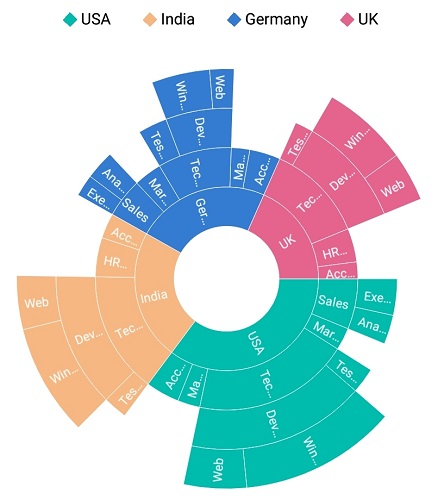 USA
India
Germany
UK
Ger...
Sales
Exe...
Ana...
Mar...
Tec...
Tes...
Dev...
Win...
Web
Ma...
Acc...
UK
Tec...
Tes...
Dev...
Win...
Web
HR...
Acc...
USA
Sales
Exe...
Ana...
Mar...
Tec...
Tes...
Dev...
Win...
Web
Ma...
Acc...
India
Tec...
Tes...
Dev...
Win...
Web
HR...
Acc...